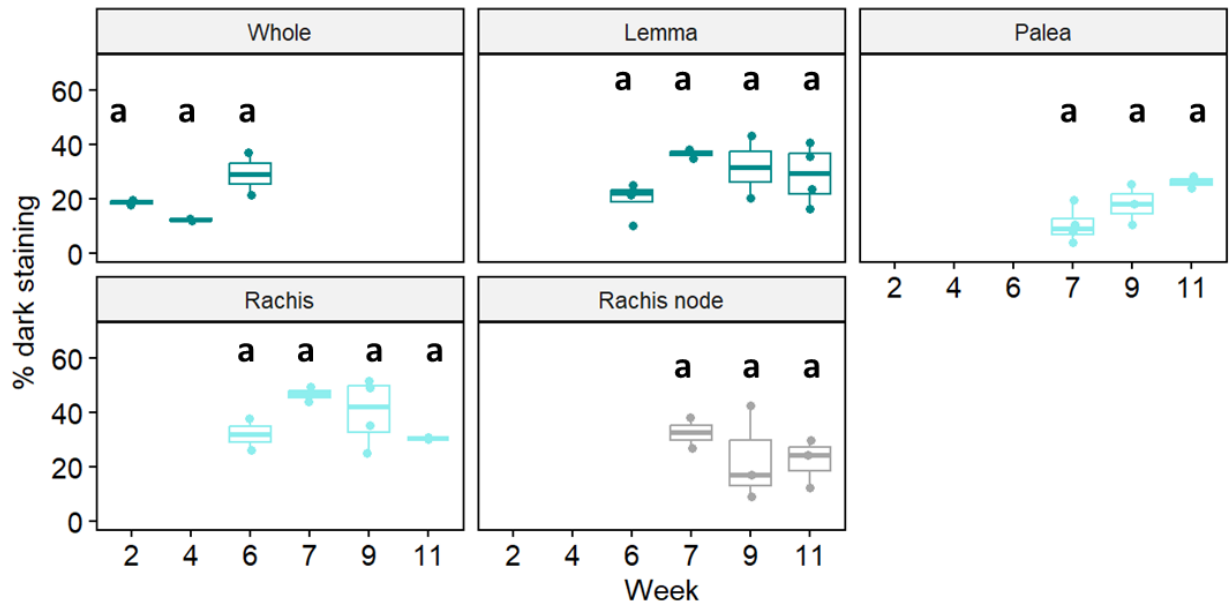 Whole Lemma Palea
60 a a a a a a a
40 a a a
20
0
2 4 6 7 9 11
Rachis Rachis node
60 a a a a a a a
40
20
0
2 4 6 7 9 11 2 4 6 7 9 11
Week
% dark staining